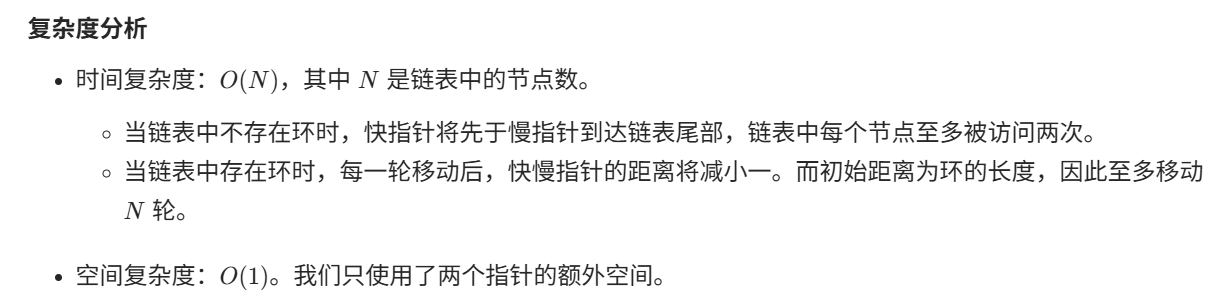 复杂度分析
• 时间复杂度：O(N)，其中 N 是链表中的节点数。
◦ 当链表中不存在环时，快指针将先于慢指针到达链表尾部，链表中每个节点至多被访问两次。
◦ 当链表中存在环时，每一轮移动后，快慢指针的距离将减小一。而初始距离为环的长度，因此至多移动
N 轮。
• 空间复杂度：O(1)。我们只使用了两个指针的额外空间。